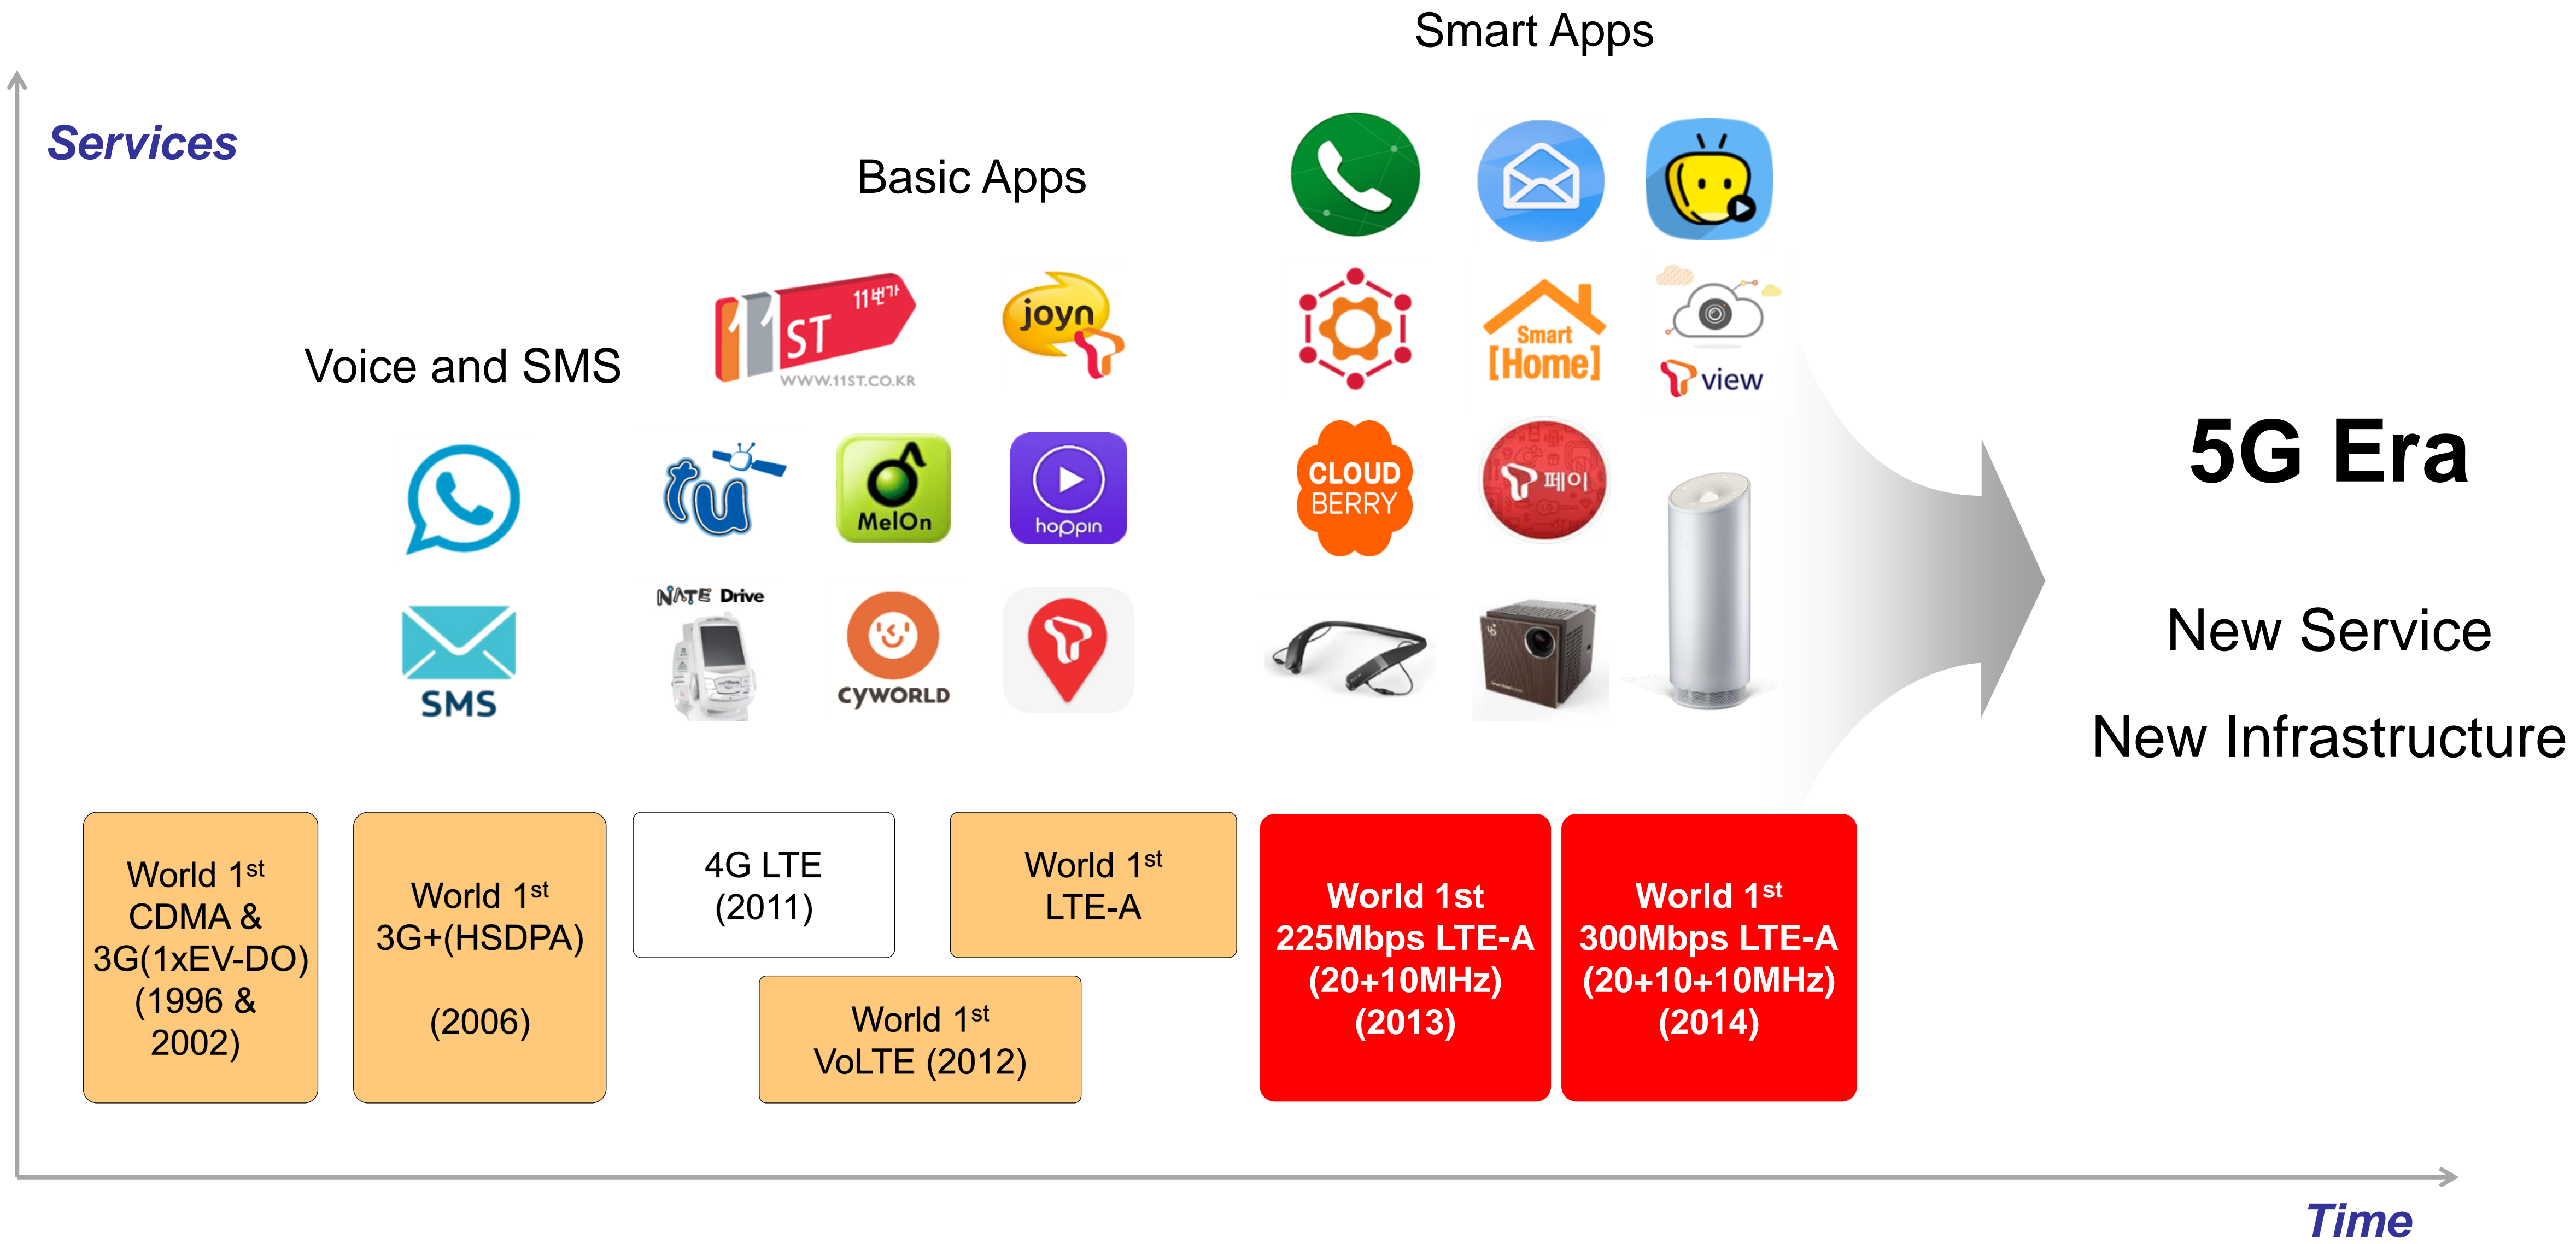 Smart Apps
Services
Basic Apps
11ST 11번가
WWW.11ST.CO.KR
joyn
Smart
[Home]
view
Voice and SMS
tu
MelOn
hoppin
CLOUD
BERRY
페이
5G Era
NATE Drive
CYWORLD
SMS
New Service
New Infrastructure
World 1st
CDMA &
3G(1xEV-DO)
(1996 &
2002)
World 1st
3G+(HSDPA)
(2006)
4G LTE
(2011)
World 1st
VoLTE (2012)
World 1st
LTE-A
World 1st
225Mbps LTE-A
(20+10MHz)
(2013)
World 1st
300Mbps LTE-A
(20+10+10MHz)
(2014)
Time